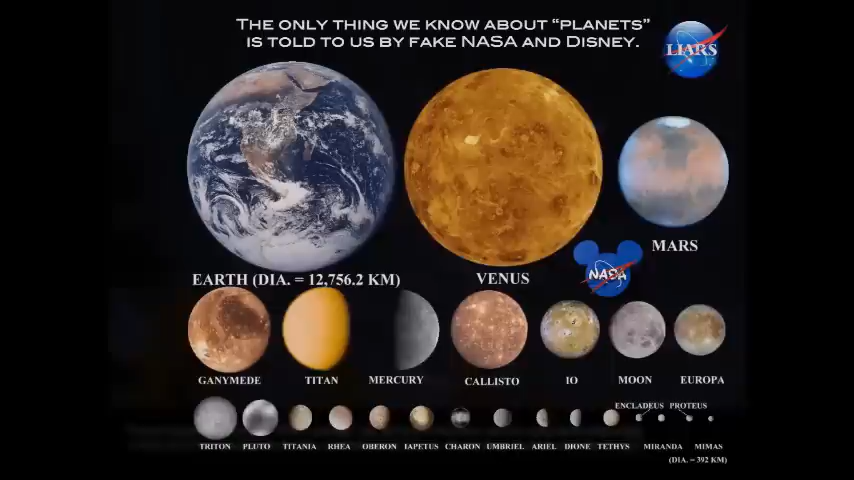 THE ONLY THING WE KNOW ABOUT "PLANETS"
IS TOLD TO US BY FAKE NASA AND DISNEY.
LIARS
EARTH (DIA. = 12,756.2 KM)
VENUS
MARS
NASA
GANYMEDE
TITAN
MERCURY
CALLISTO
IO
MOON
EUROPA
ENCLADEUS
PROTEUS
TRITON
PLUTO
TITANIA
RHEA
OBERON
IAPETUS
CHARON
UMBRIEL
ARIEL
DIONE
TETHYS
MIRANDA
MIMAS
(DIA. = 392 KM)